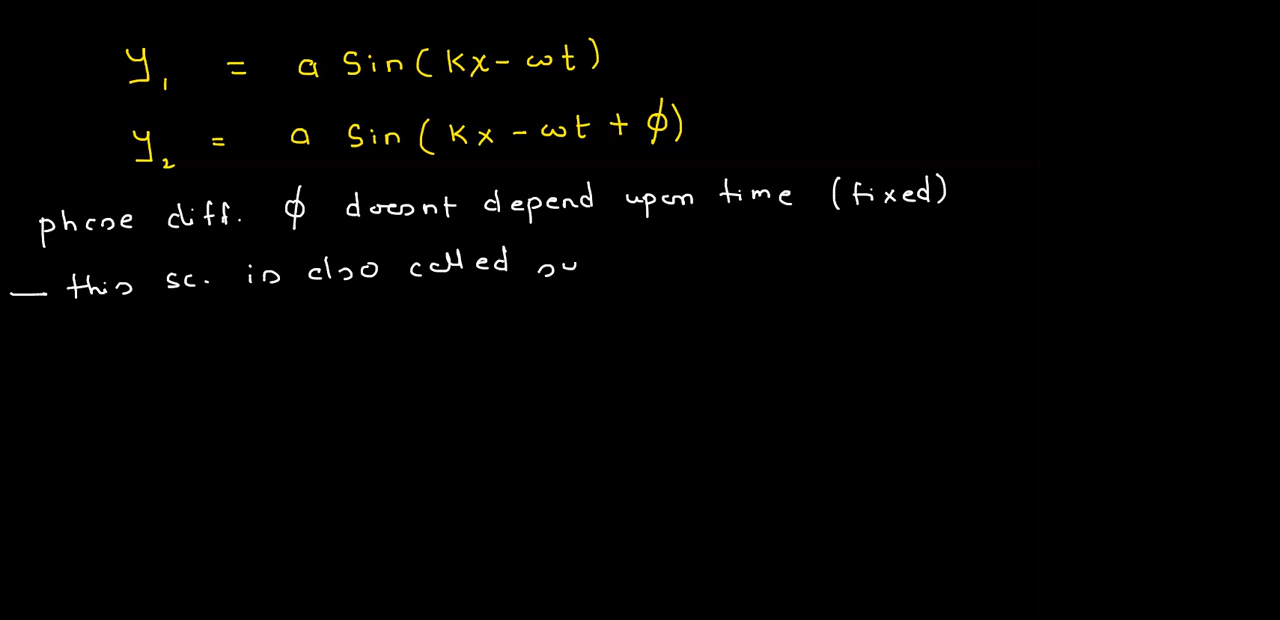 y₁ = a Sin(kx - ωt)
y₂ = a Sin(kx - ωt + ϕ)
phase diff. ϕ doesnt depend upon time (fixed)
— this sc. is also called su